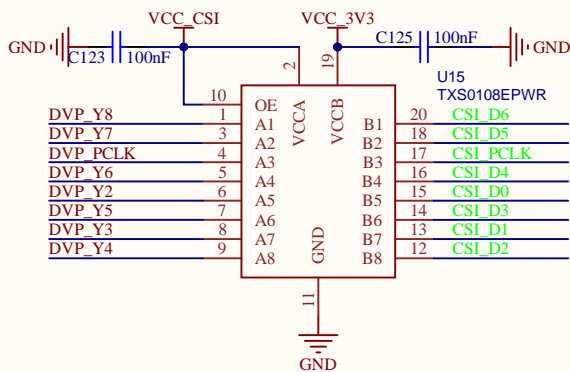 VCC_CSI VCC_3V3
GND C123 100nF C125 100nF GND
2 19 U15
TXS0108EPWR
10 OE VCCA VCCB
DVP_Y8 1 A1 B1 20 CSI_D6
DVP_Y7 3 A2 B2 18 CSI_D5
DVP_PCLK 4 A3 B3 17 CSI_PCLK
DVP_Y6 5 A4 B4 16 CSI_D4
DVP_Y2 6 A5 B5 15 CSI_D0
DVP_Y5 7 A6 B6 14 CSI_D3
DVP_Y3 8 A7 B7 13 CSI_D1
DVP_Y4 9 A8 B8 12 CSI_D2
GND
11
GND